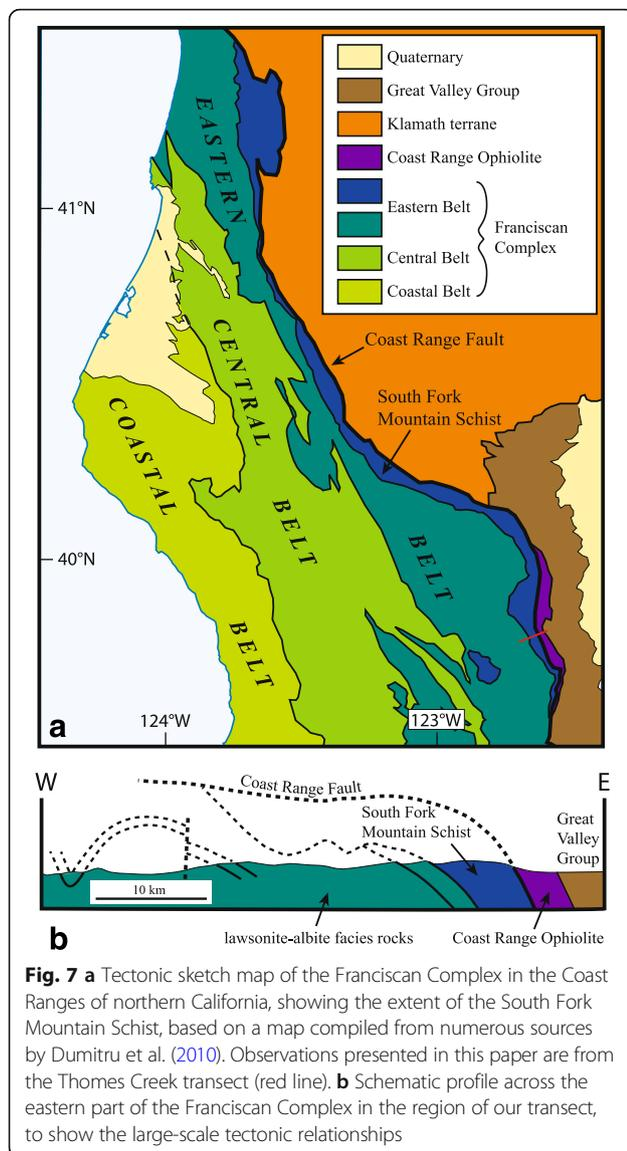 Quaternary
Great Valley Group
Klamath terrane
Coast Range Ophiolite
Eastern Belt
Franciscan
Complex
Central Belt
Coastal Belt
EASTERN
41°N
Coast Range Fault
CENTRAL
South Fork
Mountain Schist
COASTAL
BELT
BELT
40°N
BELT
a
124°W
123°W
W
E
Coast Range Fault
South Fork
Mountain Schist
Great
Valley
Group
10 km
b
lawsonite-albite facies rocks
Coast Range Ophiolite
Fig. 7 a Tectonic sketch map of the Franciscan Complex in the Coast
Ranges of northern California, showing the extent of the South Fork
Mountain Schist, based on a map compiled from numerous sources
by Dumitru et al. (2010). Observations presented in this paper are from
the Thomes Creek transect (red line). b Schematic profile across the
eastern part of the Franciscan Complex in the region of our transect,
to show the large-scale tectonic relationships